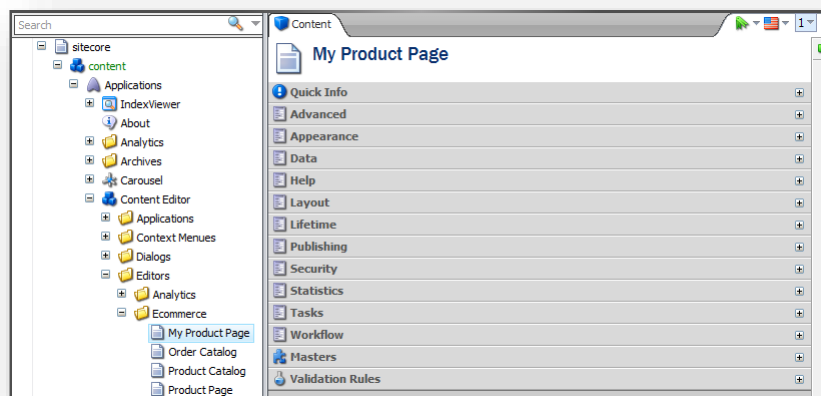 Search
sitecore
content
Applications
IndexViewer
About
Analytics
Archives
Carousel
Content Editor
Applications
Context Menues
Dialogs
Editors
Analytics
Ecommerce
My Product Page
Order Catalog
Product Catalog
Product Page
Content
1
My Product Page
Quick Info
Advanced
Appearance
Data
Help
Layout
Lifetime
Publishing
Security
Statistics
Tasks
Workflow
Masters
Validation Rules